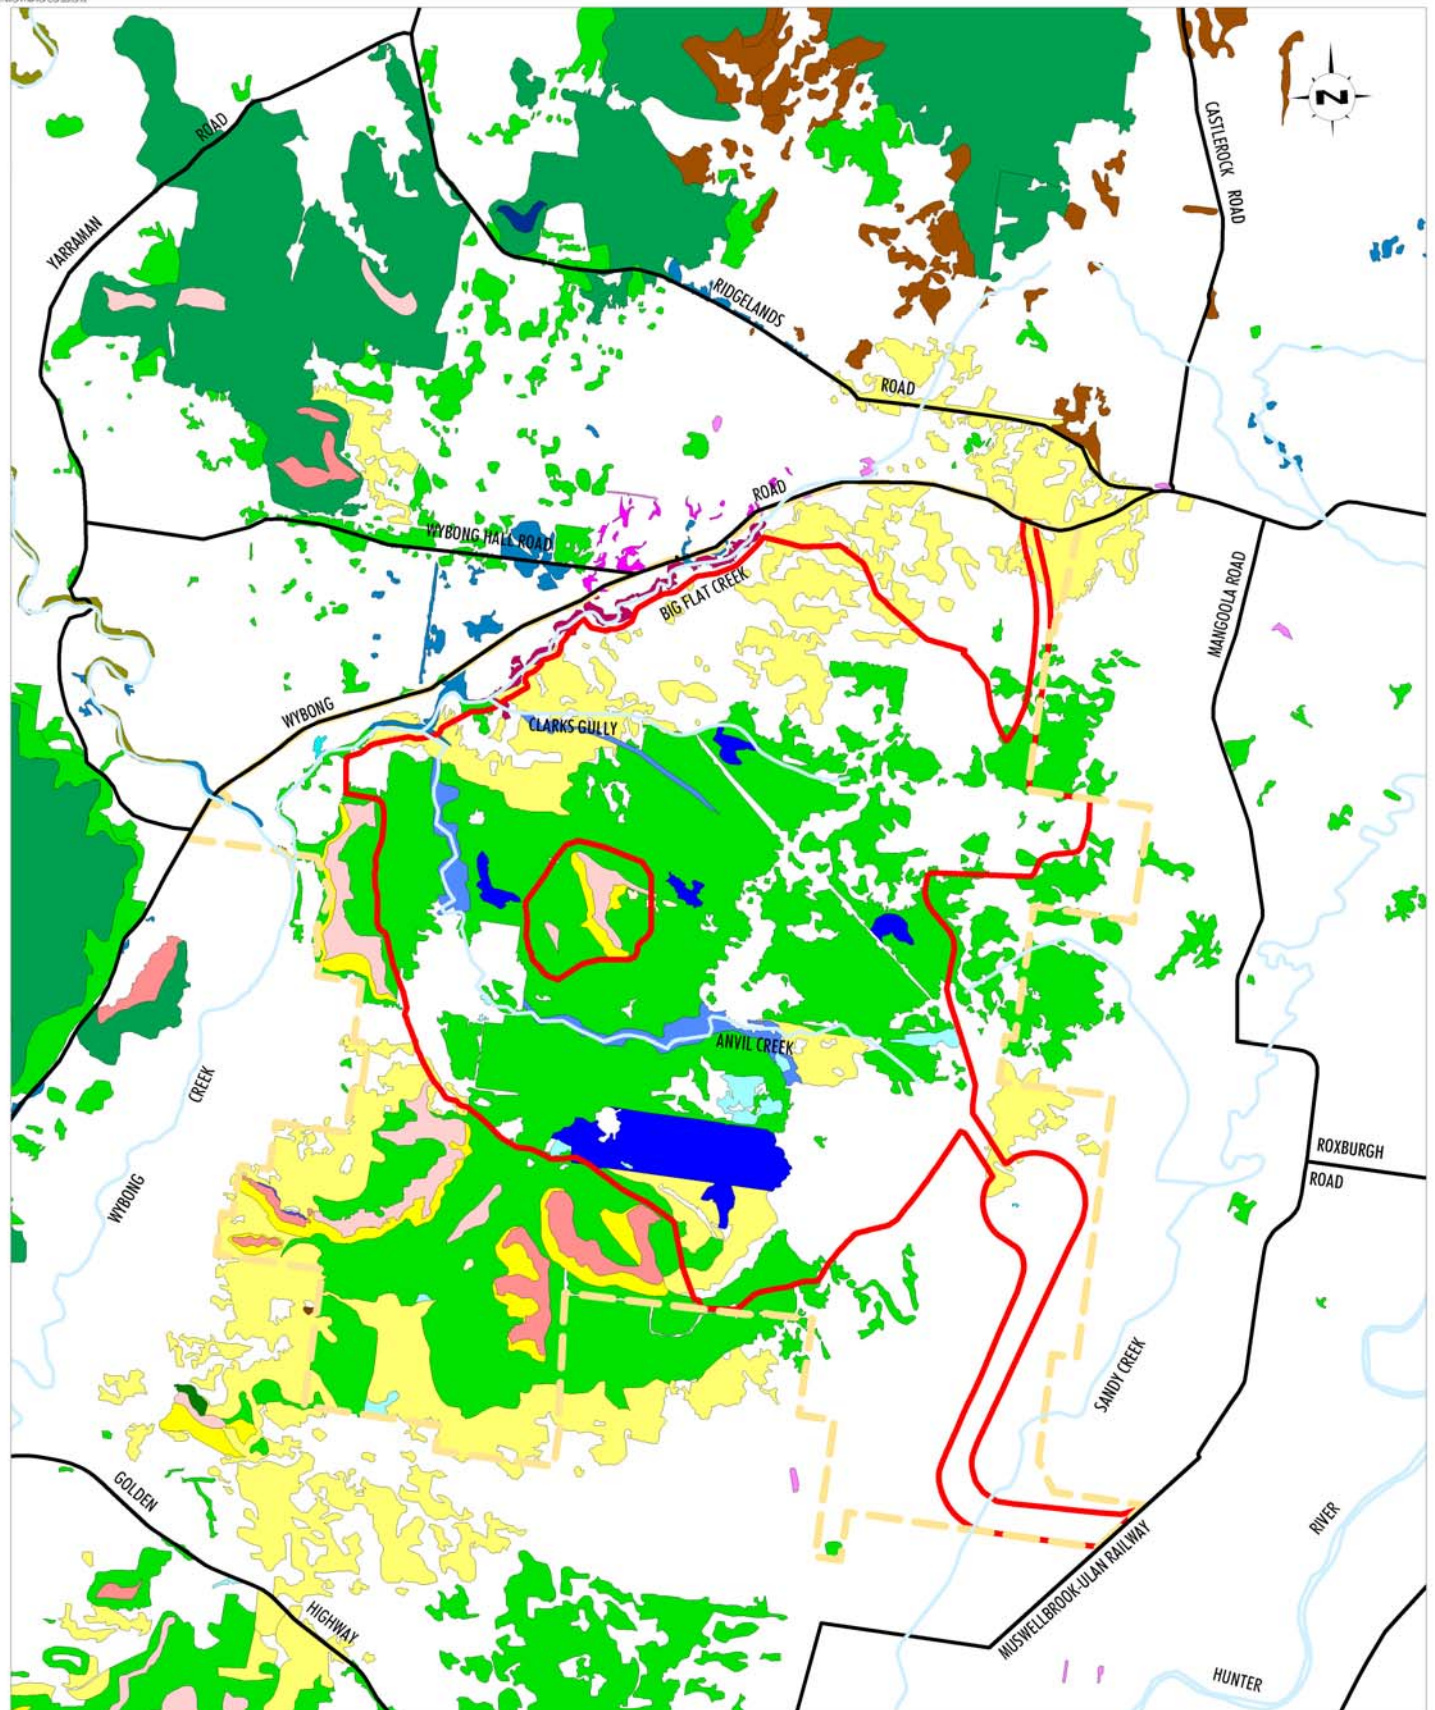 ROAD
YARRAMAN
CASTLEROCK ROAD
N
RIDGELANDS
ROAD
ROAD
WYBONG HALL ROAD
BIG FLAT CREEK
MANGOOLA ROAD
WYBONG
CLARKS GULLY
ANVIL CREEK
CREEK
WYBONG
ROXBURGH
ROAD
SANDY CREEK
GOLDEN
HIGHWAY
RIVER
MUSWELLBROOK-ULAN RAILWAY
HUNTER